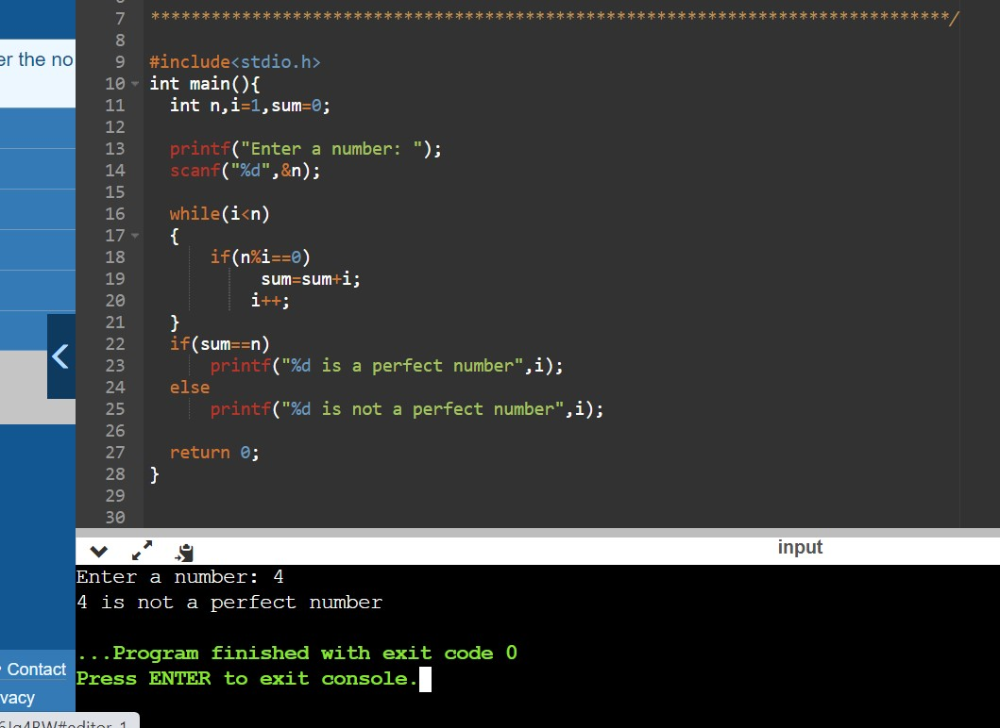 er the no
7 *******************************************************************************/
8
9 #include<stdio.h>
10 int main(){
11 int n,i=1,sum=0;
12
13 printf("Enter a number: ");
14 scanf("%d",&n);
15
16 while(i<n)
17 {
18 if(n%i==0)
19 sum=sum+i;
20 i++;
21 }
22 if(sum==n)
23 printf("%d is a perfect number",i);
24 else
25 printf("%d is not a perfect number",i);
26
27 return 0;
28 }
29
30
input
Enter a number: 4
4 is not a perfect number
...Program finished with exit code 0
Press ENTER to exit console.
• Contact
vacy